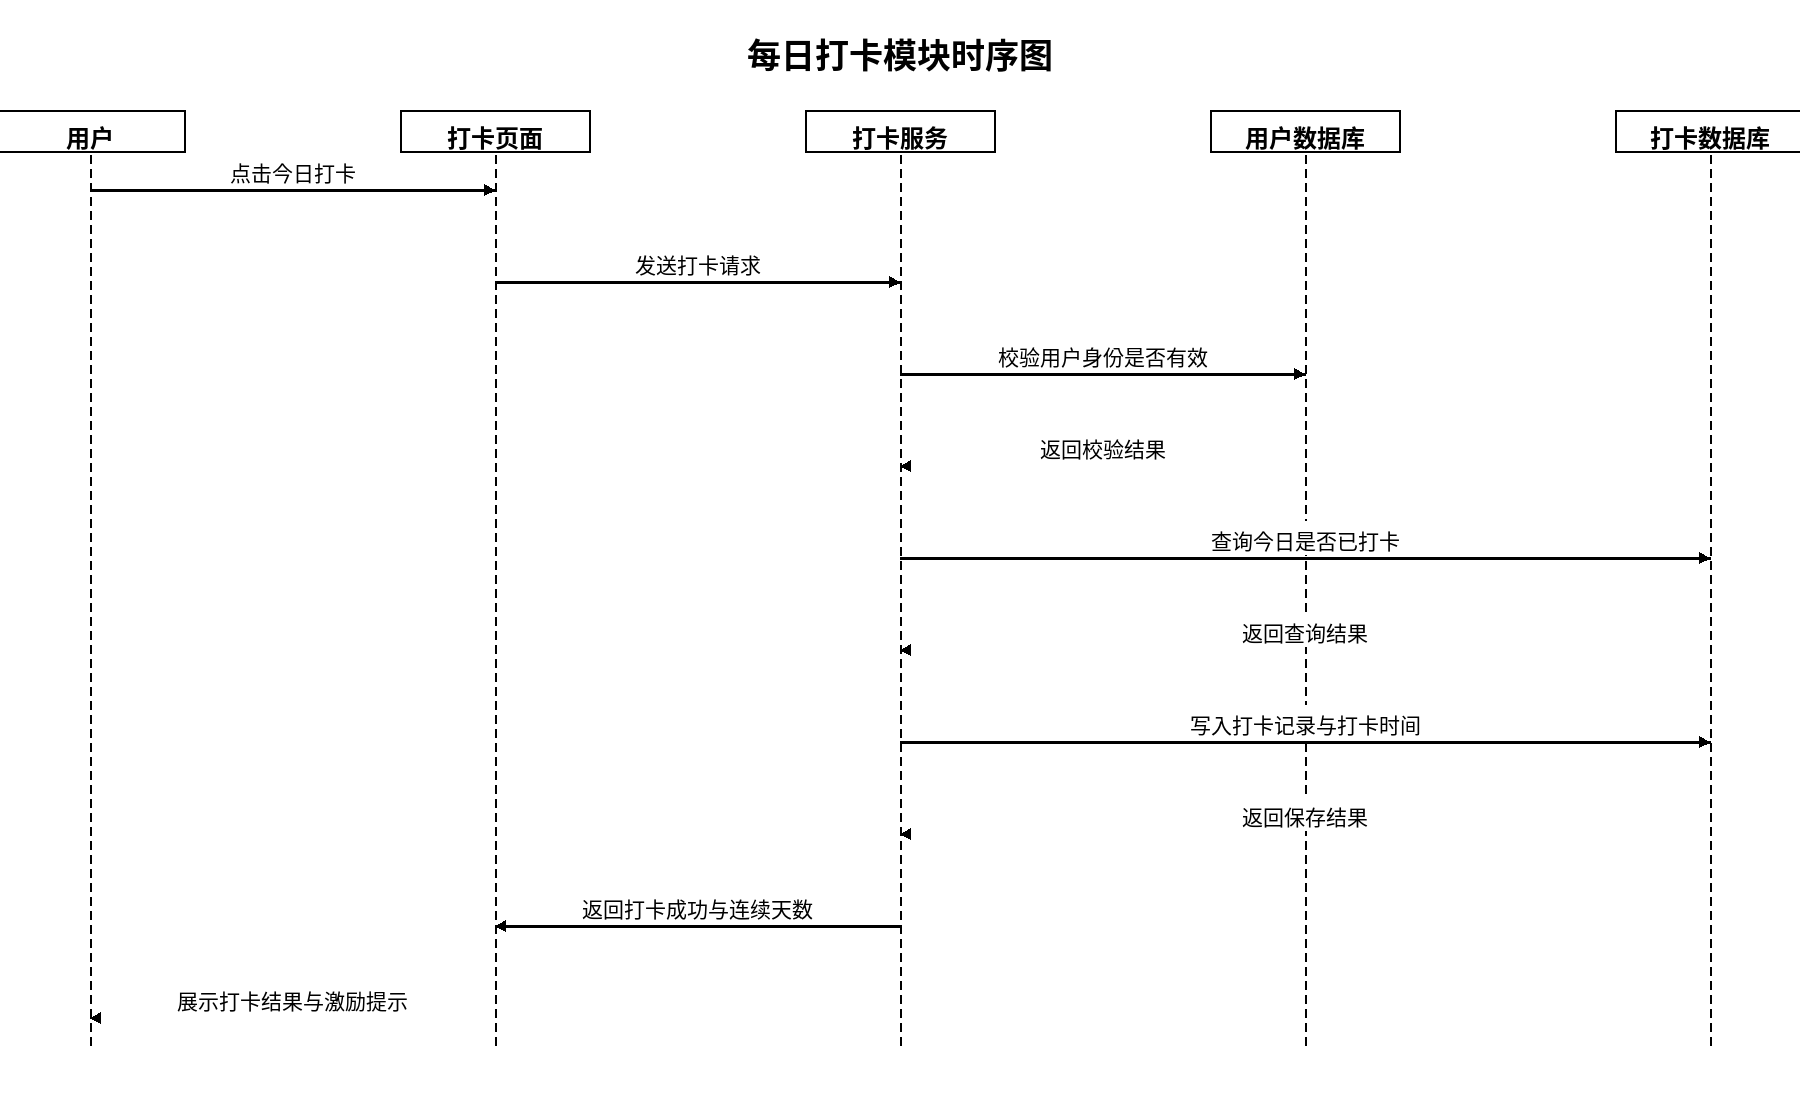 每日打卡模块时序图
用户
打卡页面
打卡服务
用户数据库
打卡数据库
点击今日打卡
发送打卡请求
校验用户身份是否有效
返回校验结果
查询今日是否已打卡
返回查询结果
写入打卡记录与打卡时间
返回保存结果
返回打卡成功与连续天数
展示打卡结果与激励提示